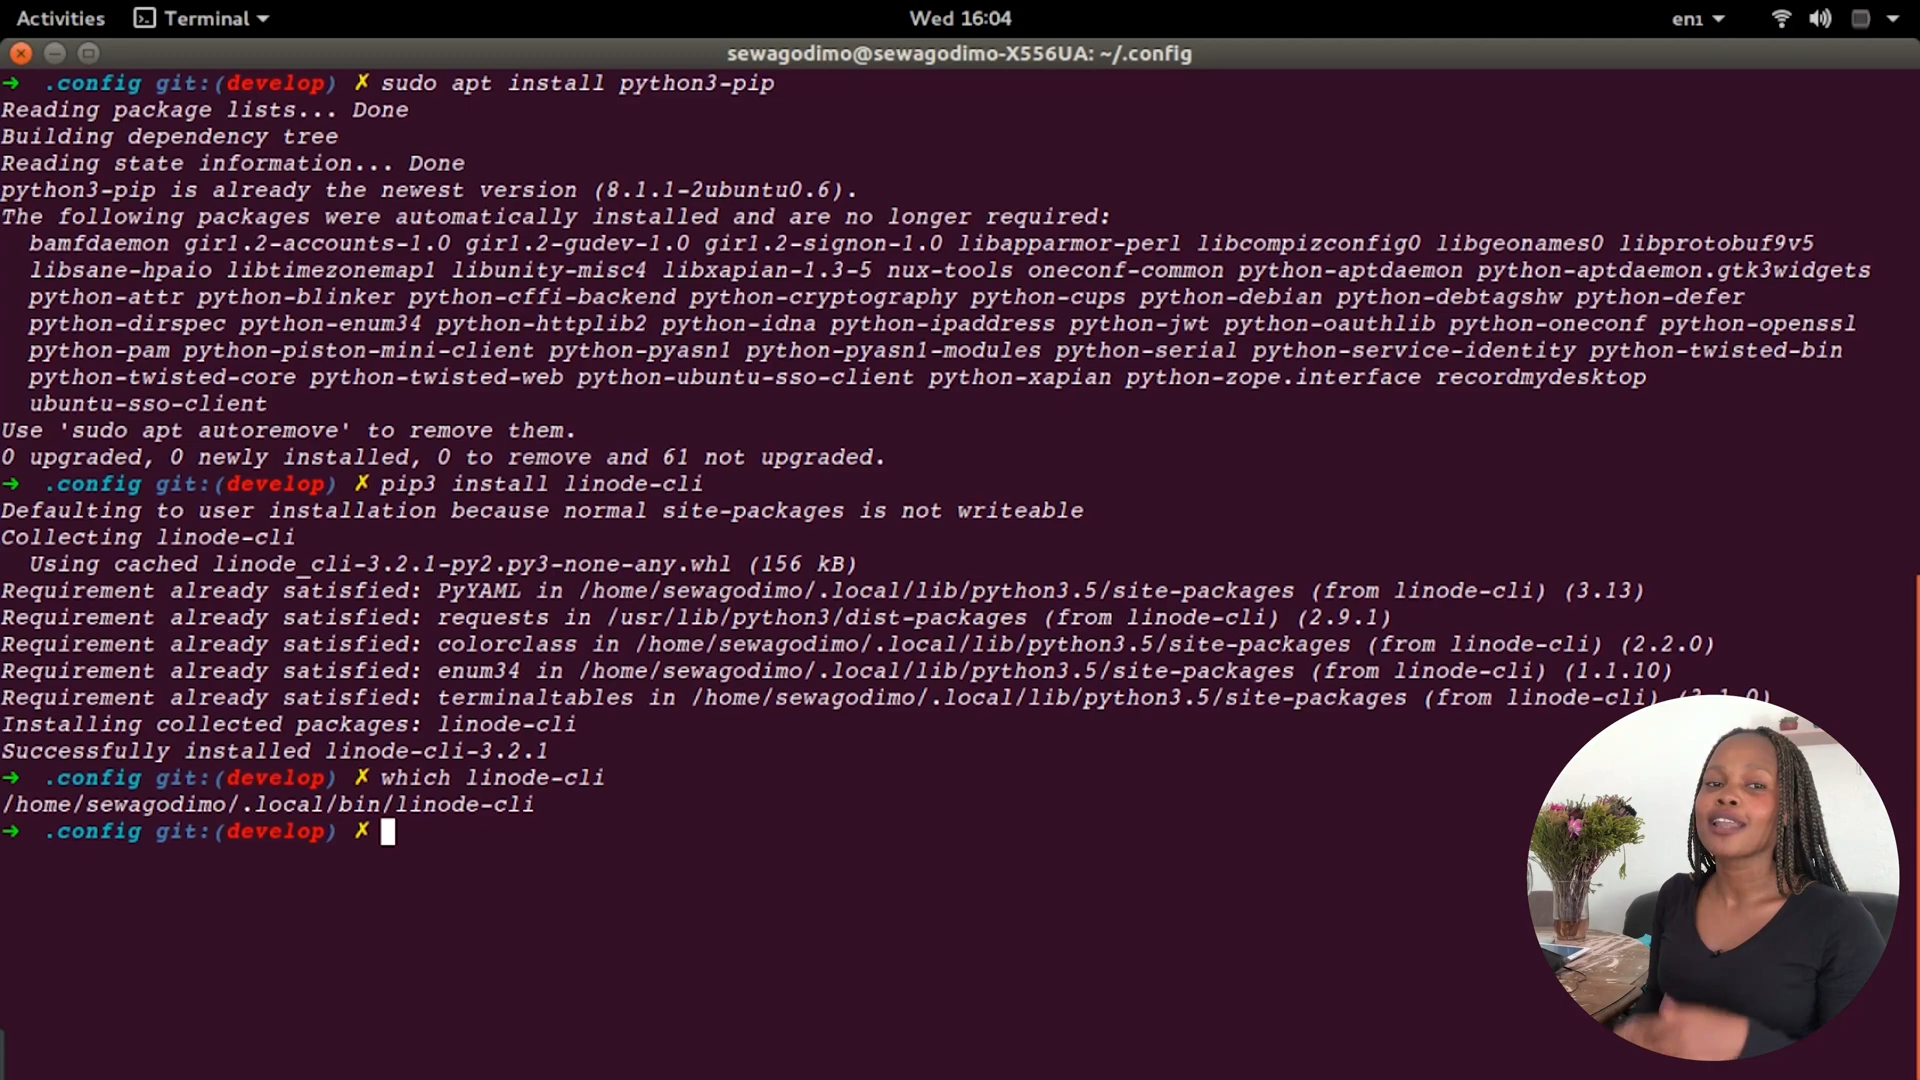 Activities Terminal Wed 16:04 en1
sewagodimo@sewagodimo-X556UA: ~/.config
→ .config git:(develop) ✗ sudo apt install python3-pip
Reading package lists... Done
Building dependency tree
Reading state information... Done
python3-pip is already the newest version (8.1.1-2ubuntu0.6).
The following packages were automatically installed and are no longer required:
bamfdaemon gir1.2-accounts-1.0 gir1.2-gudev-1.0 gir1.2-signon-1.0 libapparmor-perl libcompizconfig0 libgeonames0 libprotobuf9v5
libsane-hpaio libtimezonemap1 libunity-misc4 libxapian-1.3-5 nux-tools oneconf-common python-aptdaemon python-aptdaemon.gtk3widgets
python-attr python-blinker python-cffi-backend python-cryptography python-cups python-debian python-debtagshw python-defer
python-dirspec python-enum34 python-httplib2 python-idna python-ipaddress python-jwt python-oauthlib python-oneconf python-openssl
python-pam python-piston-mini-client python-pyasn1 python-pyasn1-modules python-serial python-service-identity python-twisted-bin
python-twisted-core python-twisted-web python-ubuntu-sso-client python-xapian python-zope.interface recordmydesktop
ubuntu-sso-client
Use 'sudo apt autoremove' to remove them.
0 upgraded, 0 newly installed, 0 to remove and 61 not upgraded.
→ .config git:(develop) ✗ pip3 install linode-cli
Defaulting to user installation because normal site-packages is not writeable
Collecting linode-cli
Using cached linode_cli-3.2.1-py2.py3-none-any.whl (156 kB)
Requirement already satisfied: PyYAML in /home/sewagodimo/.local/lib/python3.5/site-packages (from linode-cli) (3.13)
Requirement already satisfied: requests in /usr/lib/python3/dist-packages (from linode-cli) (2.9.1)
Requirement already satisfied: colorclass in /home/sewagodimo/.local/lib/python3.5/site-packages (from linode-cli) (2.2.0)
Requirement already satisfied: enum34 in /home/sewagodimo/.local/lib/python3.5/site-packages (from linode-cli) (1.1.10)
Requirement already satisfied: terminaltables in /home/sewagodimo/.local/lib/python3.5/site-packages (from linode-cli)
Installing collected packages: linode-cli
Successfully installed linode-cli-3.2.1
→ .config git:(develop) ✗ which linode-cli
/home/sewagodimo/.local/bin/linode-cli
→ .config git:(develop) ✗